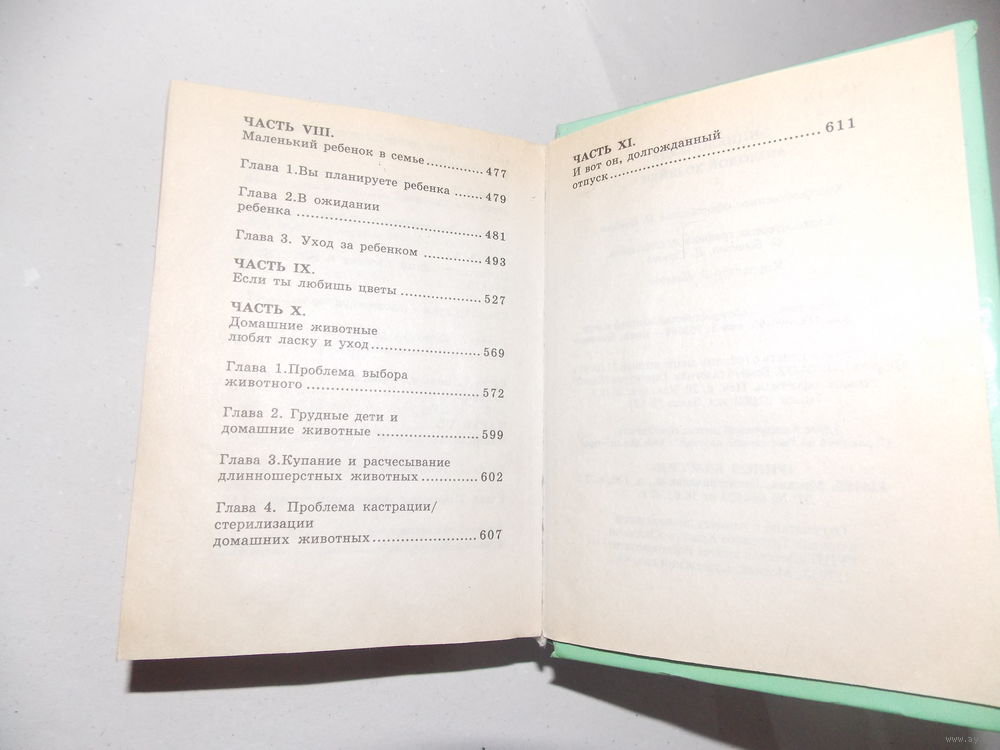 ЧАСТЬ VIII.
Маленький ребенок в семье..............477
Глава 1.Вы планируете ребенка .......479
Глава 2.В ожидании
ребенка ..............................................481
Глава 3. Уход за ребенком ..............493
ЧАСТЬ IX.
Если ты любишь цветы ....................527
ЧАСТЬ X.
Домашние животные
любят ласку и уход...........................569
Глава 1.Проблема выбора
животного ..........................................572
Глава 2. Грудные дети и
домашние животные .........................599
Глава 3.Купание и расчесывание
длинношерстных животных ..............602
Глава 4. Проблема кастрации/
стерилизации
домашних животных.........................607
ЧАСТЬ XI.
И вот он, долгожданный
отпуск..................................................611